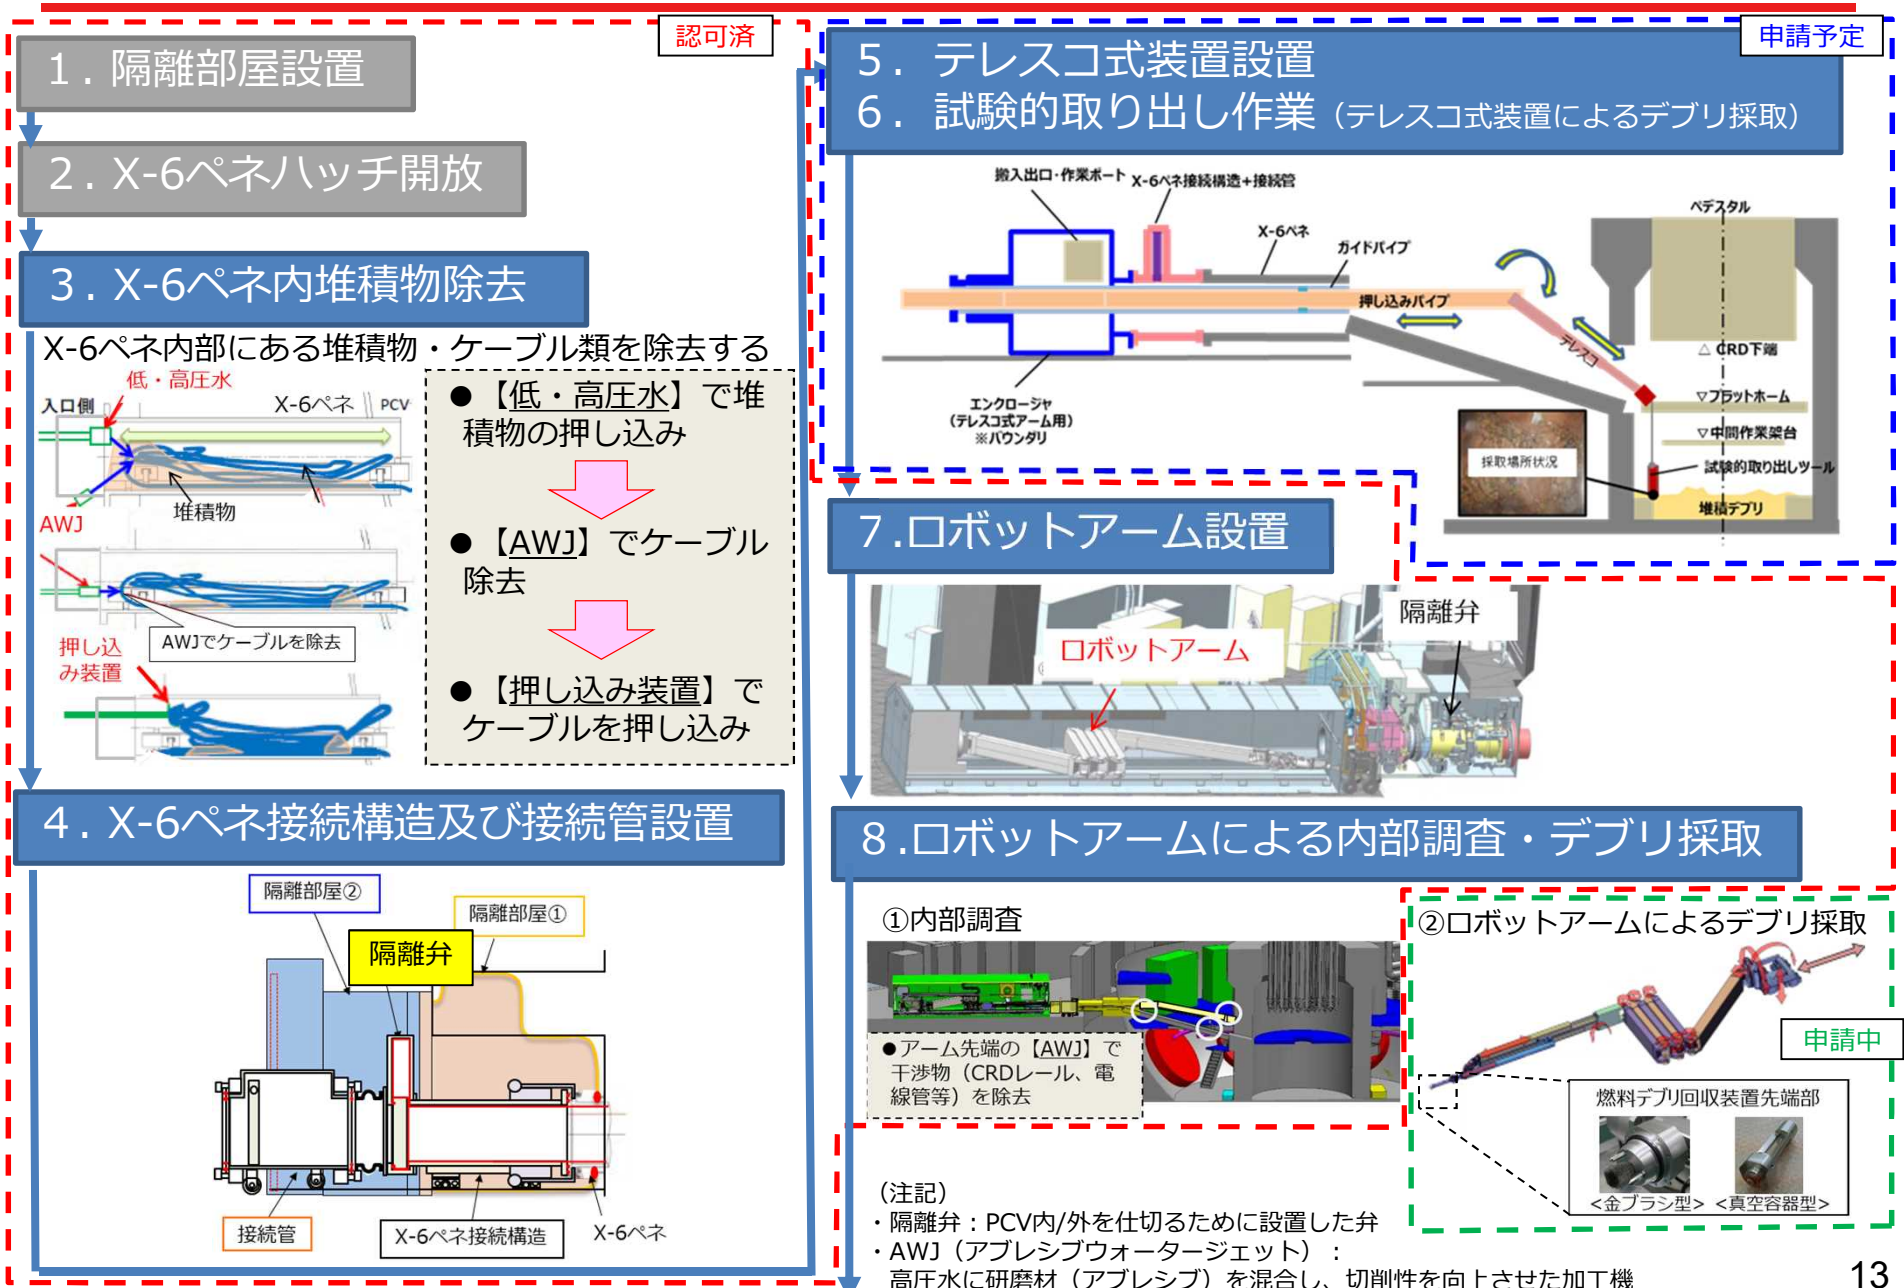 認可済
１. 隔離部屋設置
２. X-6ペネハッチ開放
３. X-6ペネ内堆積物除去
X-6ペネ内部にある堆積物・ケーブル類を除去する
低・高圧水
入口側
X-6ペネ
PCV
堆積物
AWJ
AWJでケーブルを除去
押し込
み装置
●【低・高圧水】で堆
積物の押し込み
●【AWJ】でケーブル
除去
●【押し込み装置】で
ケーブルを押し込み
４. X-6ペネ接続構造及び接続管設置
隔離部屋②
隔離部屋①
隔離弁
接続管
X-6ペネ接続構造
X-6ペネ
申請予定
５. テレスコ式装置設置
６. 試験的取り出し作業（テレスコ式装置によるデブリ採取）
搬入出口・作業ポート
X-6ペネ接続構造+接続管
X-6ペネ
ガイドパイプ
押し込みパイプ
テレスコ
ペデスタル
△ CRD下端
▽プラットホーム
▽中間作業架台
試験的取り出しツール
堆積デブリ
採取場所状況
エンクロージャ
(テレスコ式アーム用)
※バウンダリ
７.ロボットアーム設置
ロボットアーム
隔離弁
８.ロボットアームによる内部調査・デブリ採取
①内部調査
●アーム先端の【AWJ】で
干渉物（CRDレール、電
線管等）を除去
②ロボットアームによるデブリ採取
申請中
燃料デブリ回収装置先端部
<金ブラシ型>
<真空容器型>
（注記）
・隔離弁：PCV内/外を仕切るために設置した弁
・AWJ（アブレシブウォータージェット）：
高圧水に研磨材（アブレシブ）を混合し、切削性を向上させた加工機
13